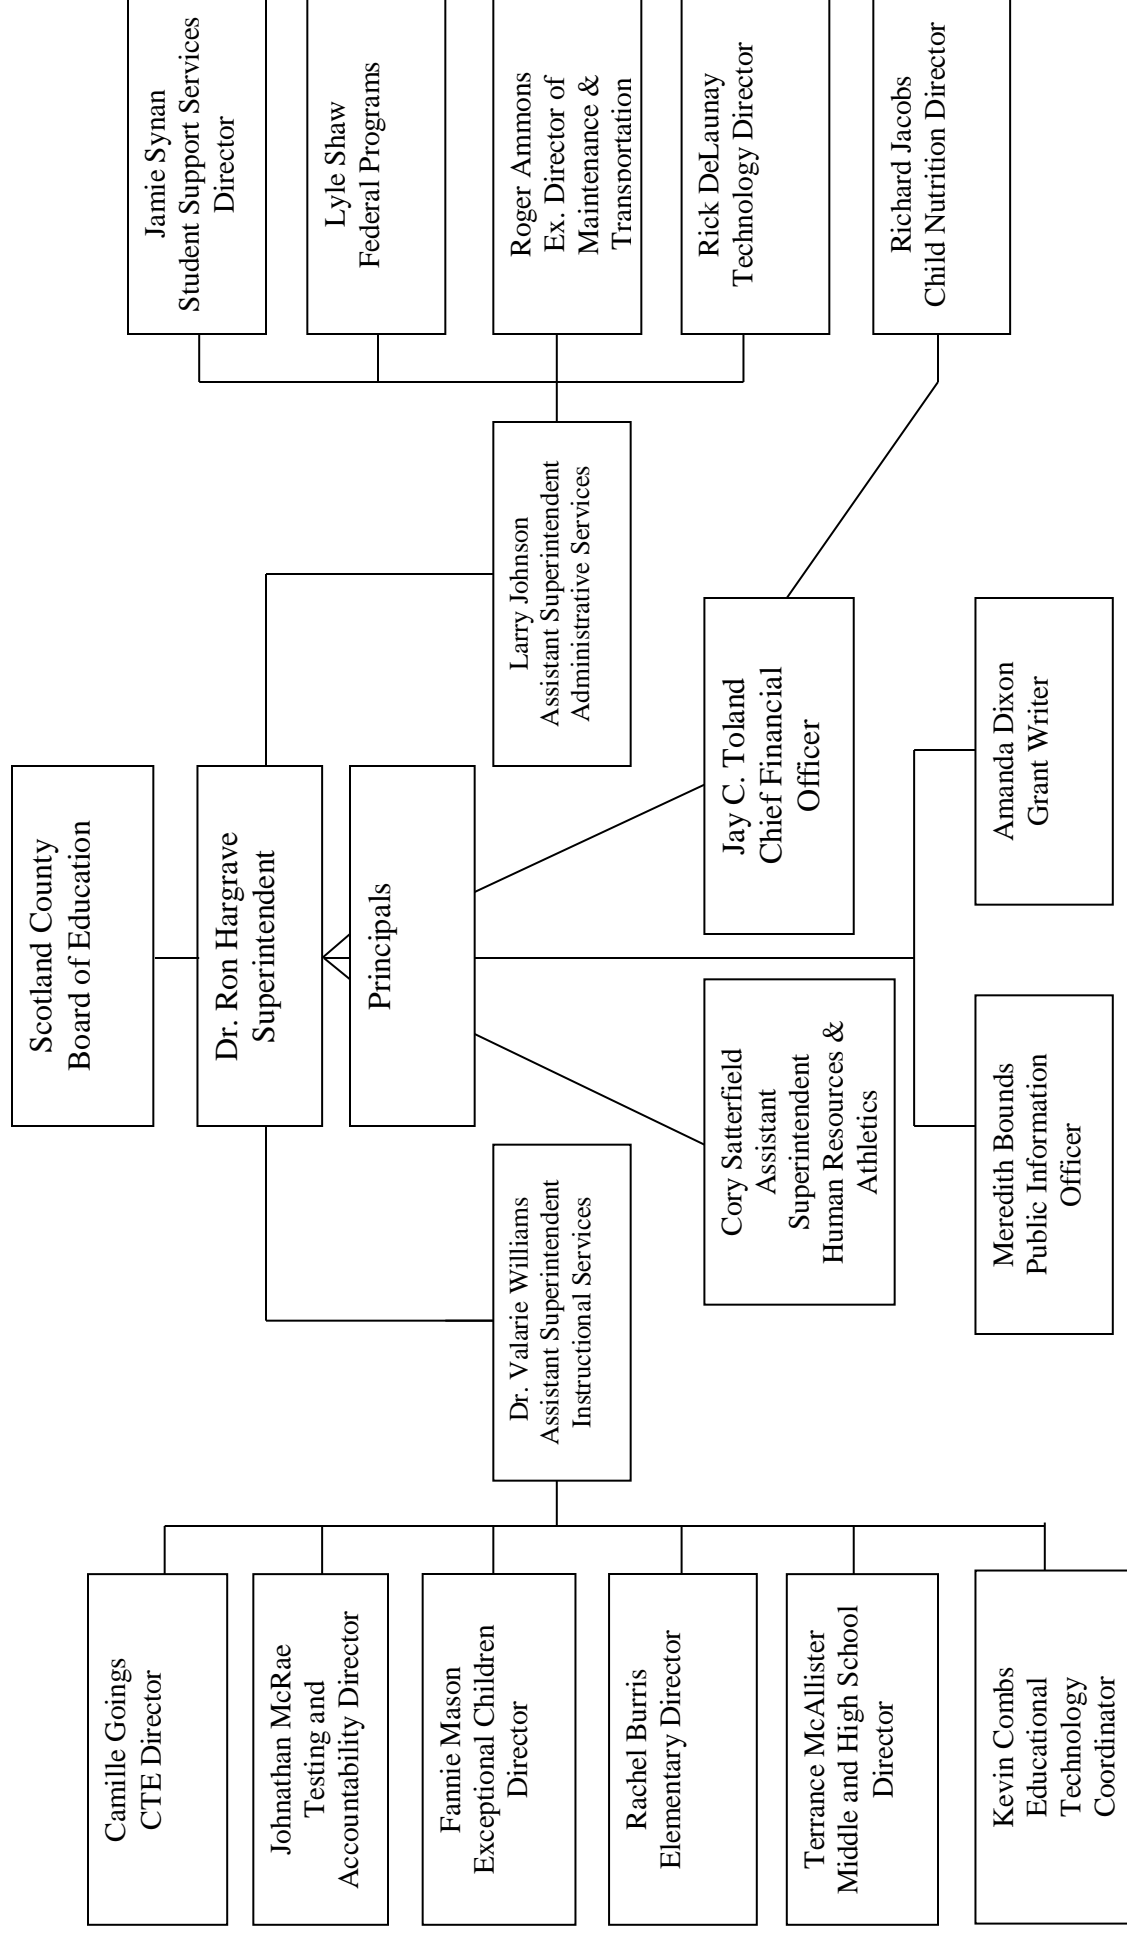 Scotland County
Board of Education
Dr. Ron Hargrave
Superintendent
Principals
Dr. Valarie Williams
Assistant Superintendent
Instructional Services
Larry Johnson
Assistant Superintendent
Administrative Services
Cory Satterfield
Assistant
Superintendent
Human Resources &
Athletics
Jay C. Toland
Chief Financial
Officer
Meredith Bounds
Public Information
Officer
Amanda Dixon
Grant Writer
Camille Goings
CTE Director
Johnathan McRae
Testing and
Accountability Director
Fannie Mason
Exceptional Children
Director
Rachel Burris
Elementary Director
Terrance McAllister
Middle and High School
Director
Kevin Combs
Educational
Technology
Coordinator
Jamie Synan
Student Support Services
Director
Lyle Shaw
Federal Programs
Roger Ammons
Ex. Director of
Maintenance &
Transportation
Rick DeLaunay
Technology Director
Richard Jacobs
Child Nutrition Director